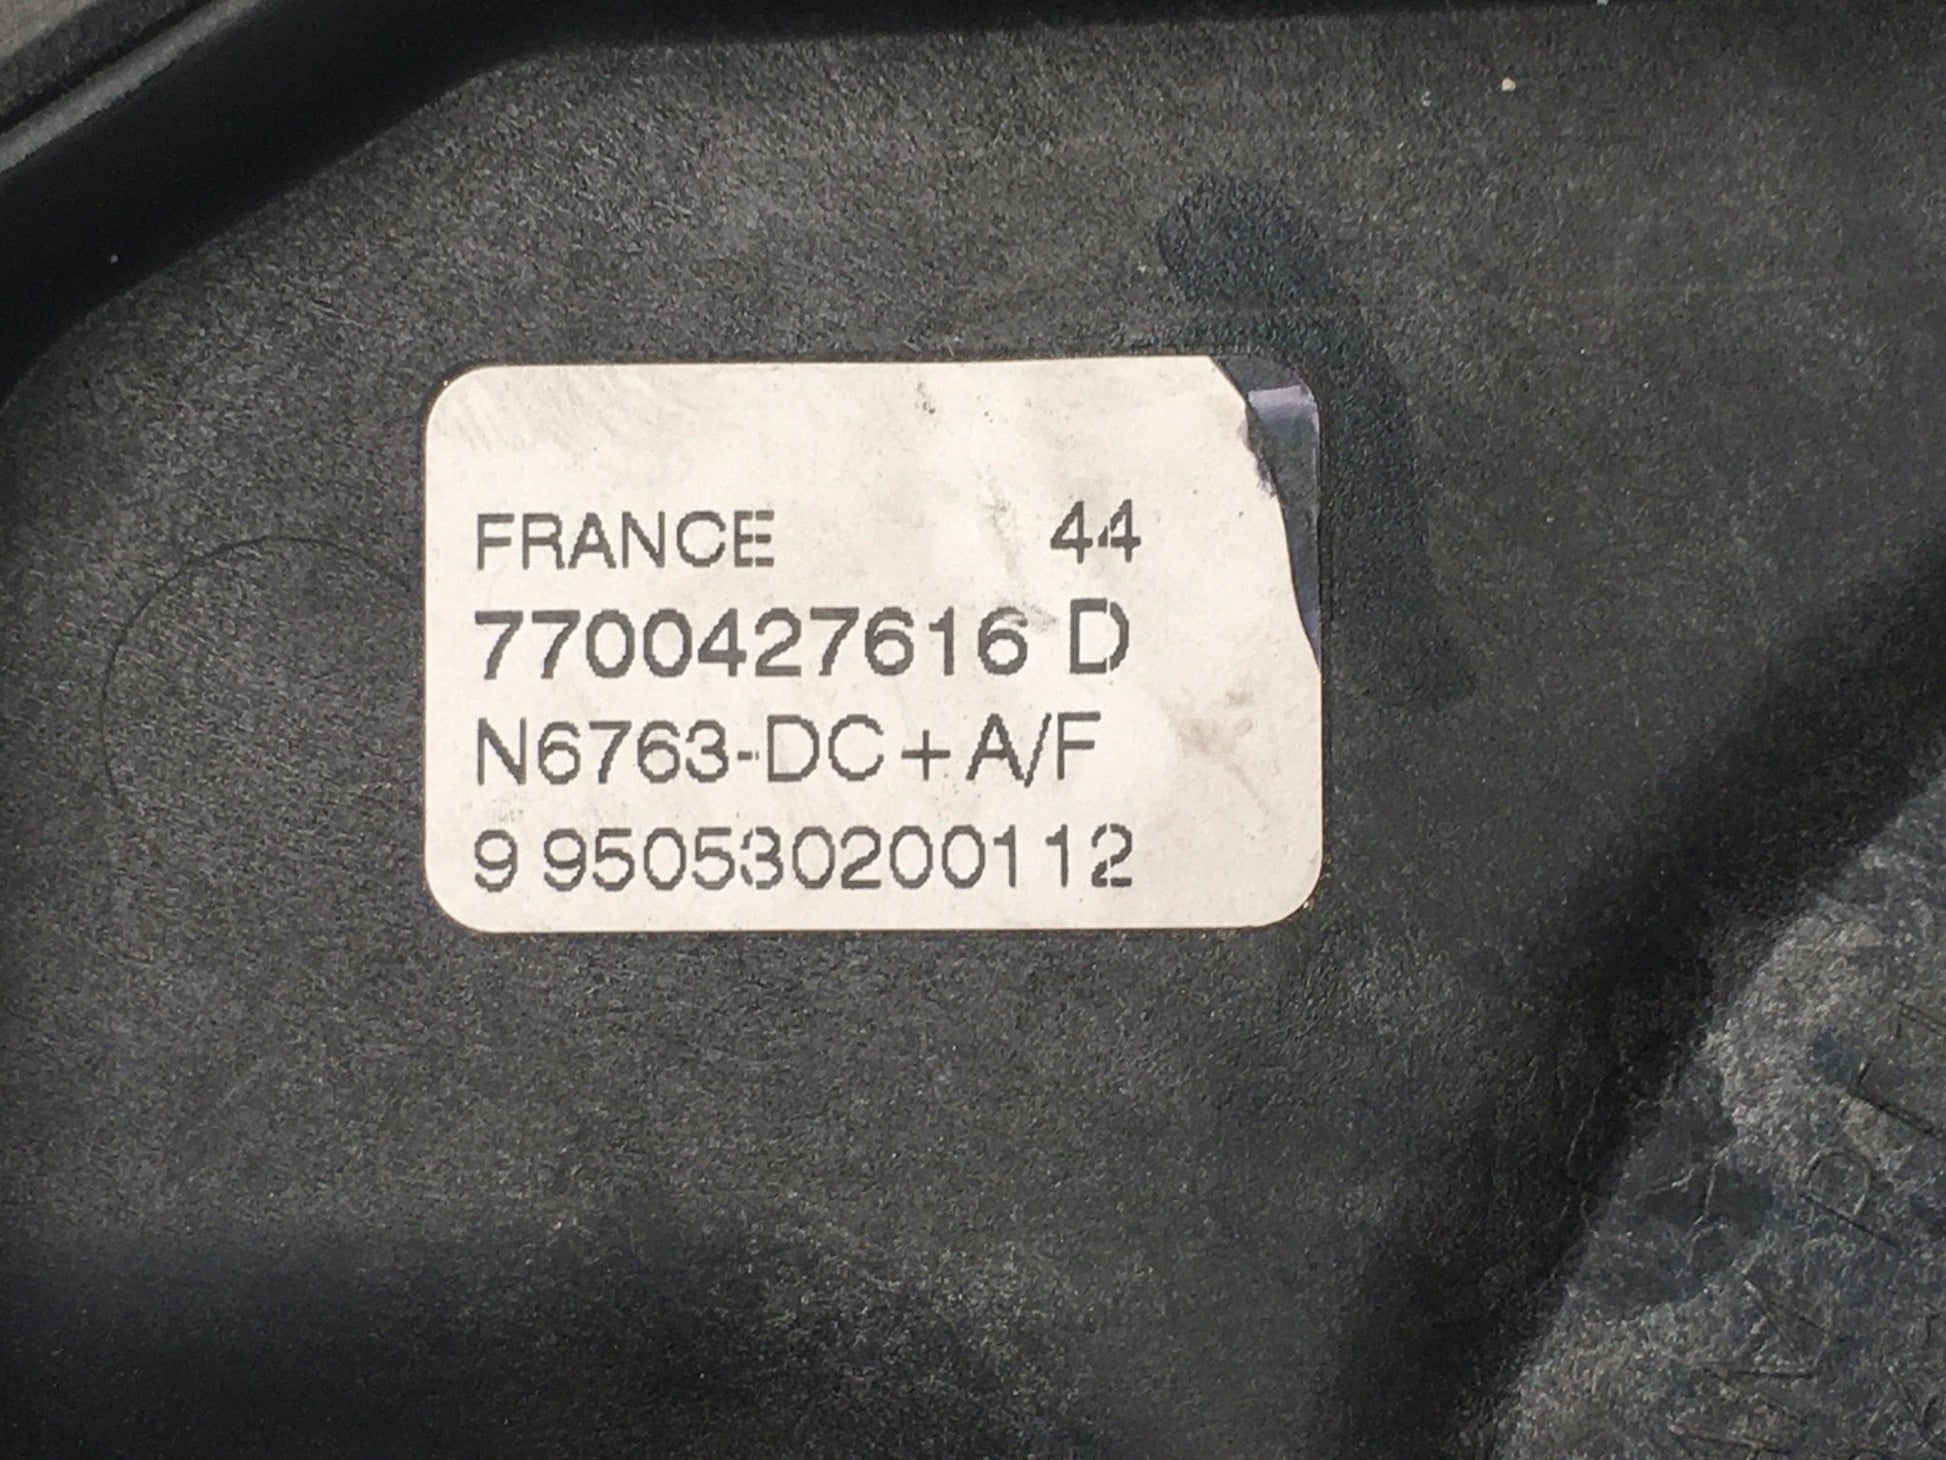 FRANCE 44
7700427616 D
N6763-DC+A/F
9 950530200112